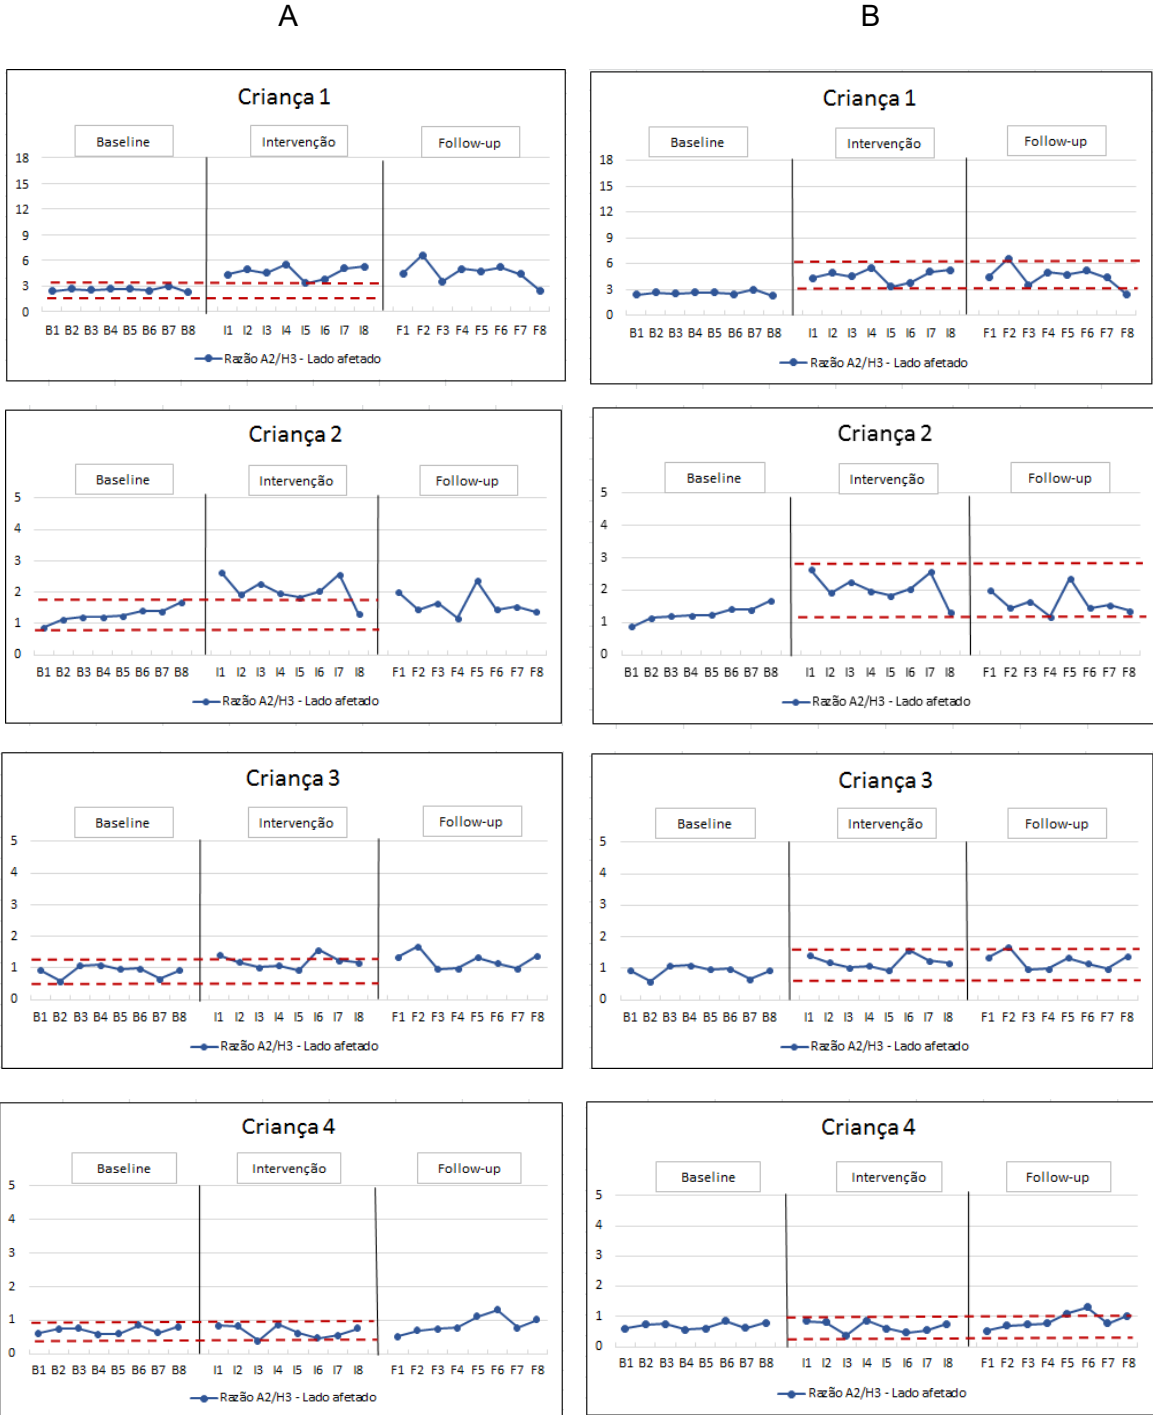 A
B
Criança 1
Baseline
Intervenção
Follow-up
18
15
12
9
6
3
0
B1 B2 B3 B4 B5 B6 B7 B8 I1 I2 I3 I4 I5 I6 I7 I8 F1 F2 F3 F4 F5 F6 F7 F8
Razão A2/H3 - Lado afetado
Criança 1
Baseline
Intervenção
Follow-up
18
15
12
9
6
3
0
B1 B2 B3 B4 B5 B6 B7 B8 I1 I2 I3 I4 I5 I6 I7 I8 F1 F2 F3 F4 F5 F6 F7 F8
Razão A2/H3 - Lado afetado
Criança 2
Baseline
Intervenção
Follow-up
5
4
3
2
1
0
B1 B2 B3 B4 B5 B6 B7 B8 I1 I2 I3 I4 I5 I6 I7 I8 F1 F2 F3 F4 F5 F6 F7 F8
Razão A2/H3 - Lado afetado
Criança 2
Baseline
Intervenção
Follow-up
5
4
3
2
1
0
B1 B2 B3 B4 B5 B6 B7 B8 I1 I2 I3 I4 I5 I6 I7 I8 F1 F2 F3 F4 F5 F6 F7 F8
Razão A2/H3 - Lado afetado
Criança 3
Baseline
Intervenção
Follow-up
5
4
3
2
1
0
B1 B2 B3 B4 B5 B6 B7 B8 I1 I2 I3 I4 I5 I6 I7 I8 F1 F2 F3 F4 F5 F6 F7 F8
Razão A2/H3 - Lado afetado
Criança 3
Baseline
Intervenção
Follow-up
5
4
3
2
1
0
B1 B2 B3 B4 B5 B6 B7 B8 I1 I2 I3 I4 I5 I6 I7 I8 F1 F2 F3 F4 F5 F6 F7 F8
Razão A2/H3 - Lado afetado
Criança 4
Baseline
Intervenção
Follow-up
5
4
3
2
1
0
B1 B2 B3 B4 B5 B6 B7 B8 I1 I2 I3 I4 I5 I6 I7 I8 F1 F2 F3 F4 F5 F6 F7 F8
Razão A2/H3 - Lado afetado
Criança 4
Baseline
Intervenção
Follow-up
5
4
3
2
1
0
B1 B2 B3 B4 B5 B6 B7 B8 I1 I2 I3 I4 I5 I6 I7 I8 F1 F2 F3 F4 F5 F6 F7 F8
Razão A2/H3 - Lado afetado